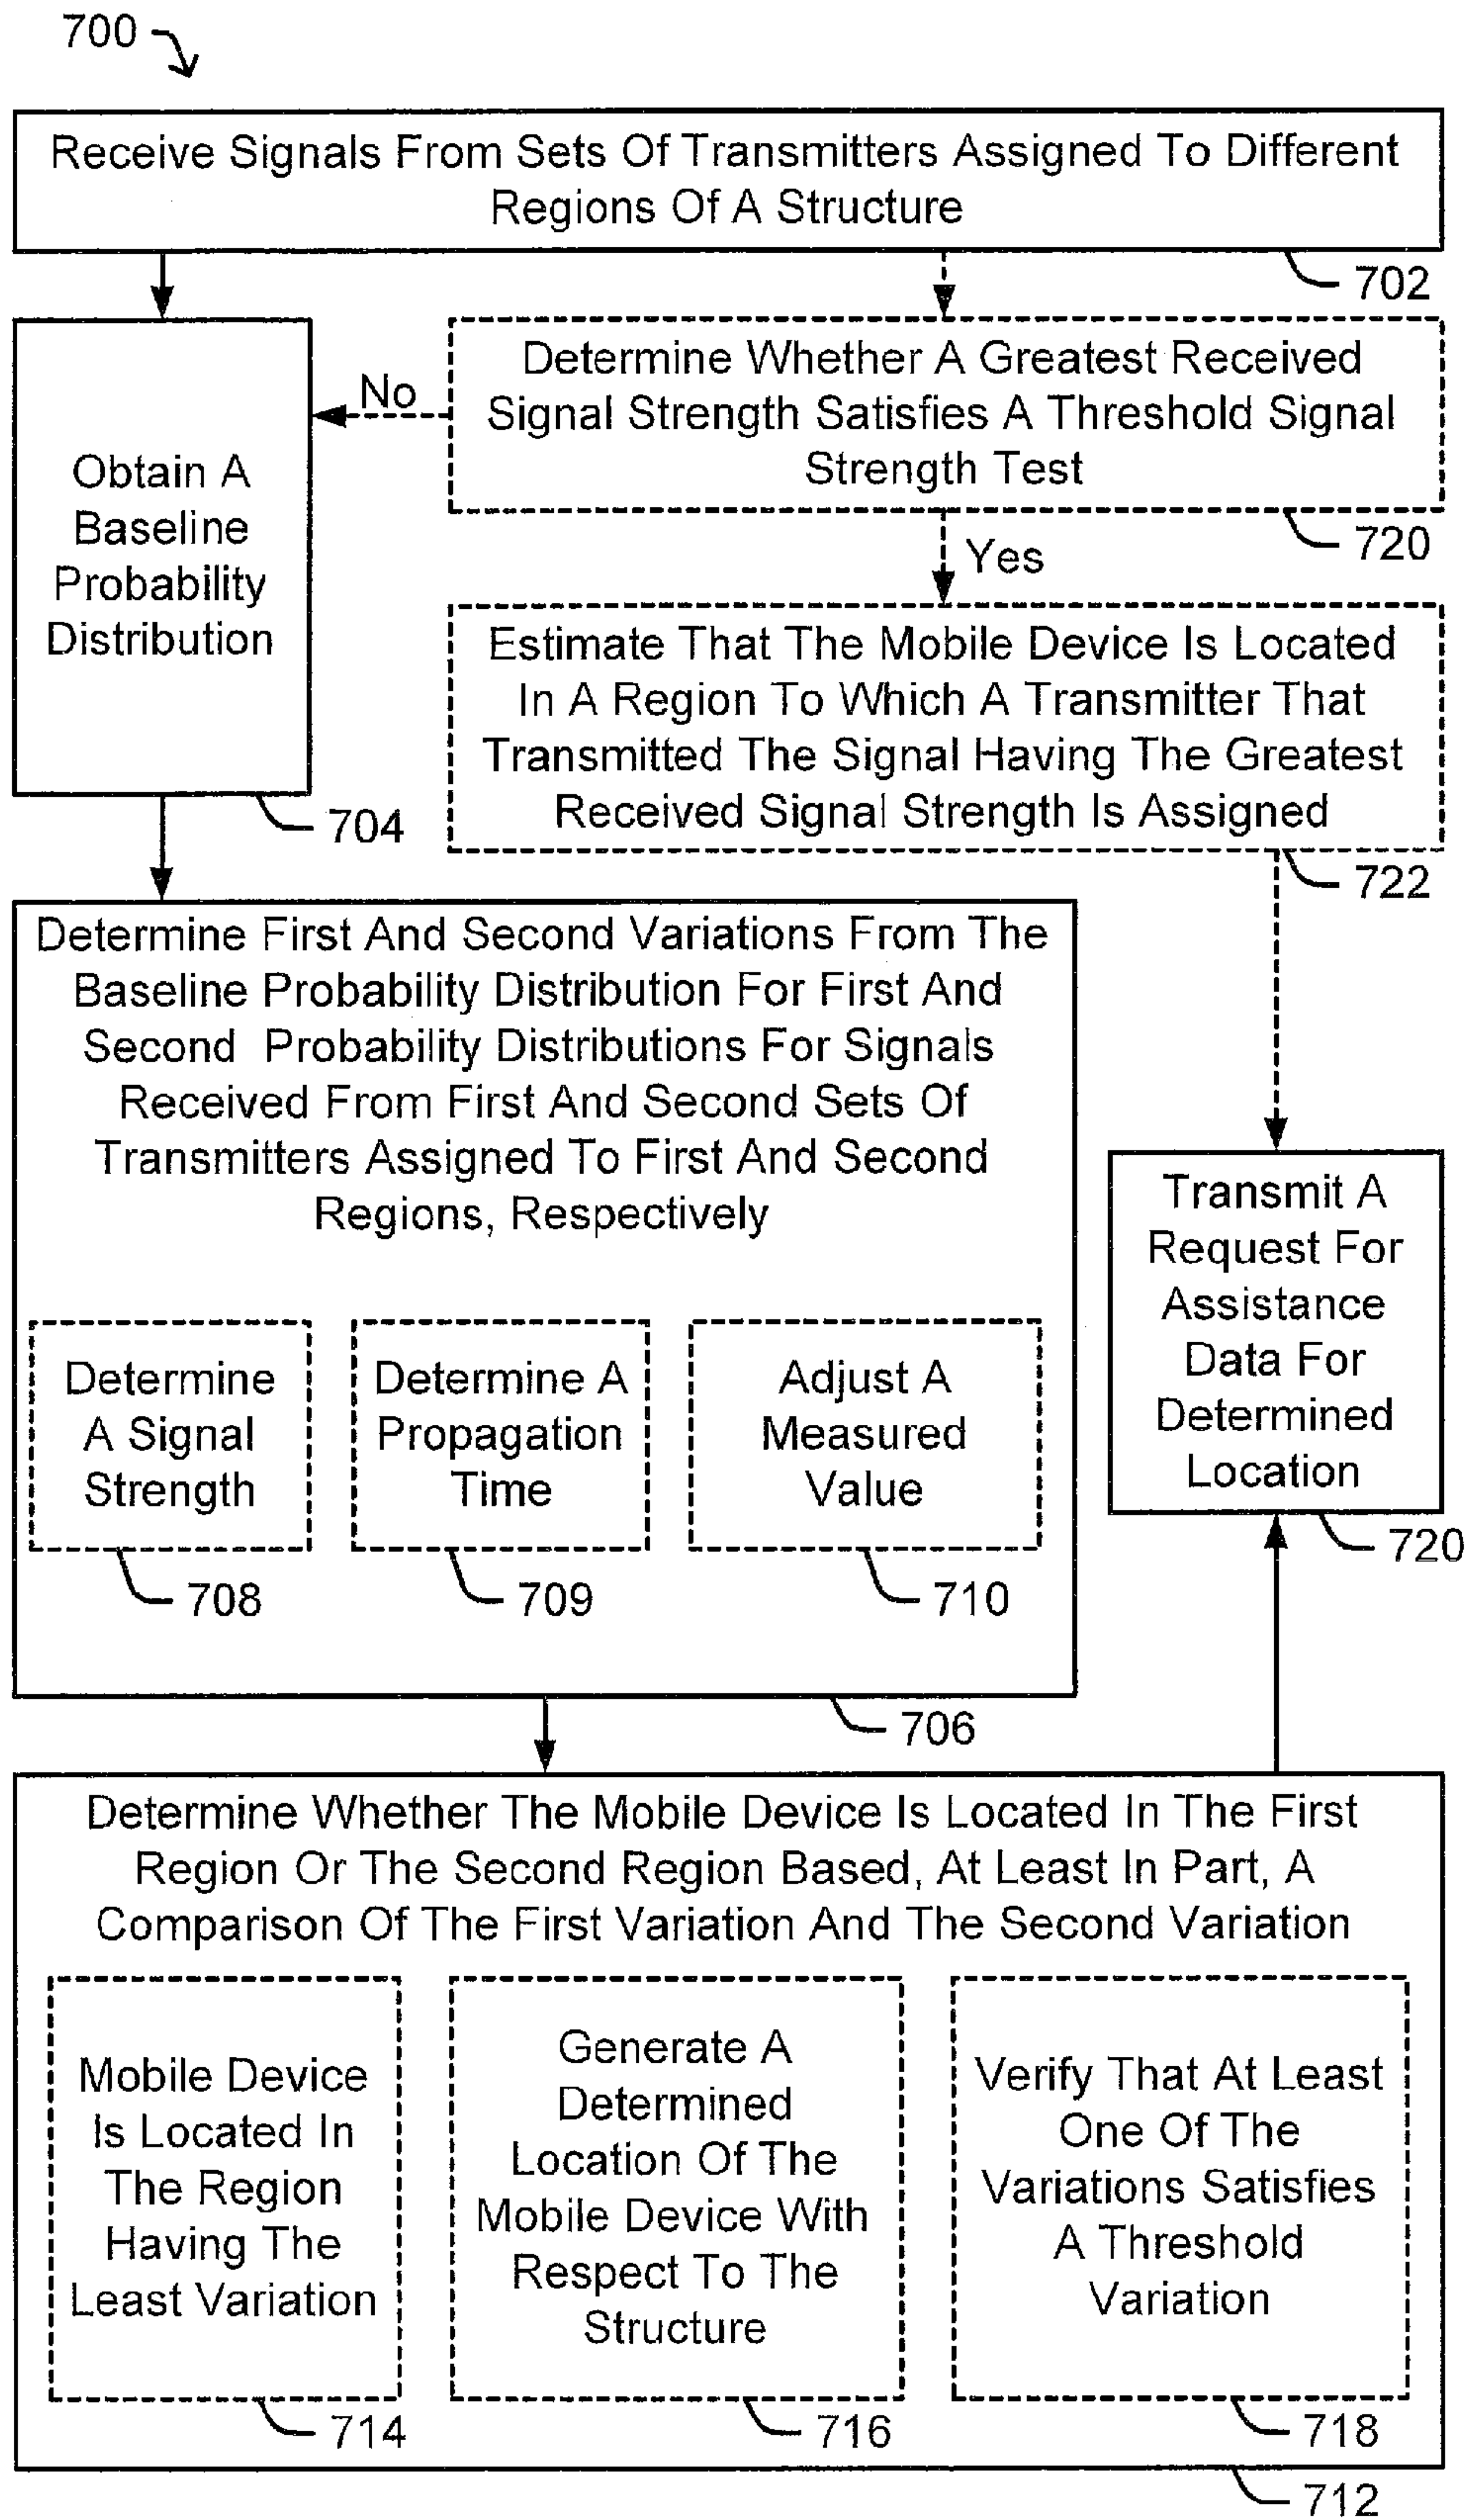 700
Receive Signals From Sets Of Transmitters Assigned To Different
Regions Of A Structure
702
Determine Whether A Greatest Received
Signal Strength Satisfies A Threshold Signal
Strength Test
720
No
Yes
Obtain A
Baseline
Probability
Distribution
704
Estimate That The Mobile Device Is Located
In A Region To Which A Transmitter That
Transmitted The Signal Having The Greatest
Received Signal Strength Is Assigned
722
Determine First And Second Variations From The
Baseline Probability Distribution For First And
Second Probability Distributions For Signals
Received From First And Second Sets Of
Transmitters Assigned To First And Second
Regions, Respectively
Determine
A Signal
Strength
708
Determine A
Propagation
Time
709
Adjust A
Measured
Value
710
706
Transmit A
Request For
Assistance
Data For
Determined
Location
720
Determine Whether The Mobile Device Is Located In The First
Region Or The Second Region Based, At Least In Part, A
Comparison Of The First Variation And The Second Variation
Mobile Device
Is Located In
The Region
Having The
Least Variation
714
Generate A
Determined
Location Of The
Mobile Device With
Respect To The
Structure
716
Verify That At Least
One Of The
Variations Satisfies
A Threshold
Variation
718
712